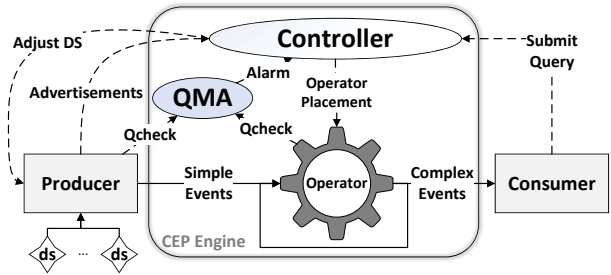 Adjust DS
Controller
Submit
Query
Alarm
Operator
Placement
Advertisements
QMA
Qcheck
Qcheck
Producer
Simple
Events
Operator
Complex
Events
Consumer
CEP Engine
ds
...
ds